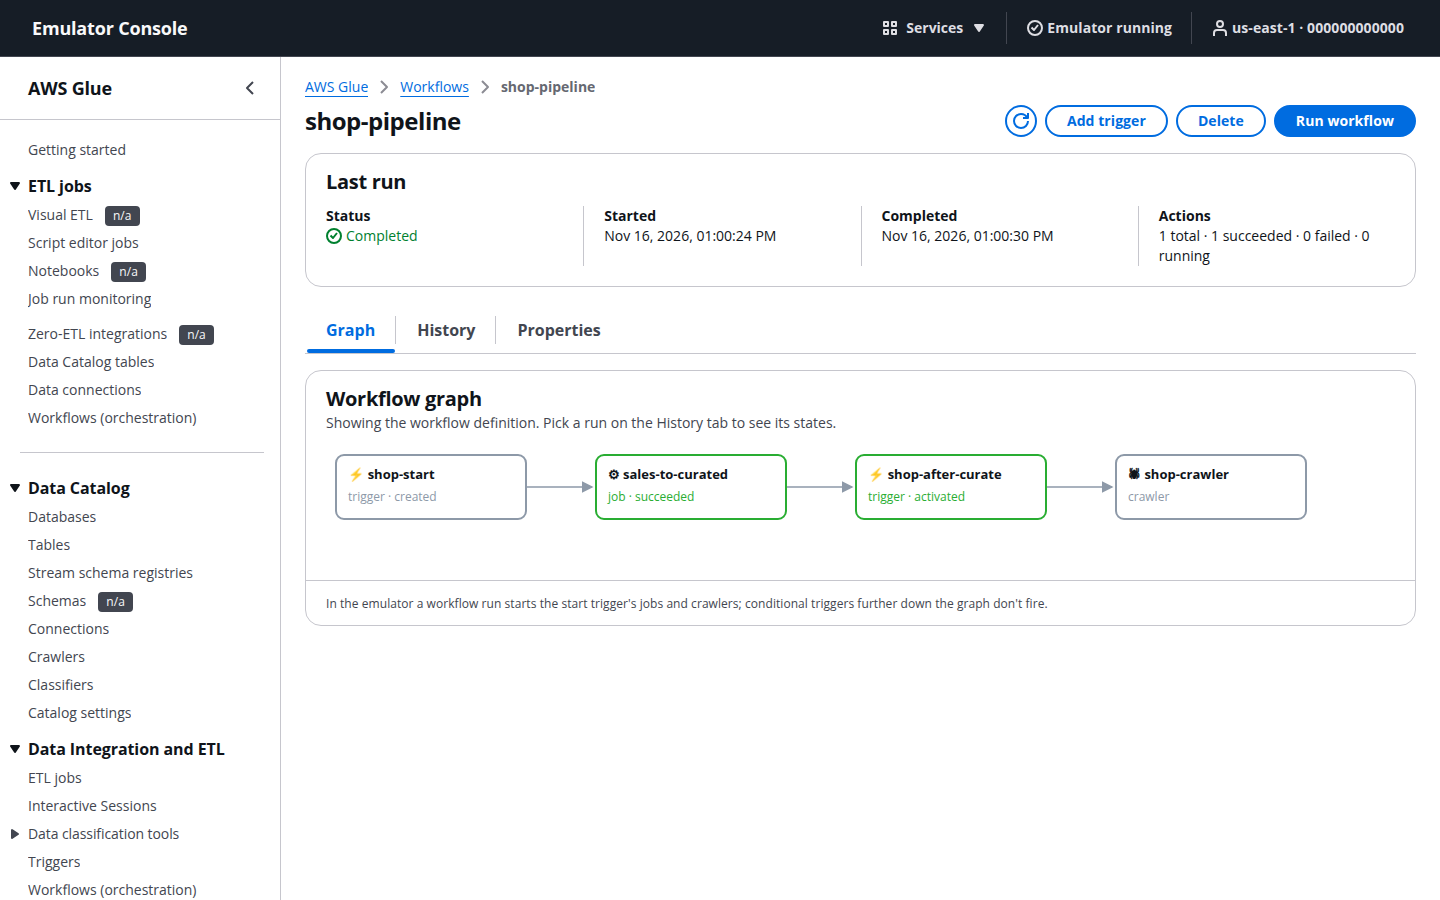 Emulator Console
Services
Emulator running
us-east-1 · 000000000000
AWS Glue
Getting started
ETL jobs
Visual ETL n/a
Script editor jobs
Notebooks n/a
Job run monitoring
Zero-ETL integrations n/a
Data Catalog tables
Data connections
Workflows (orchestration)
Data Catalog
Databases
Tables
Stream schema registries
Schemas n/a
Connections
Crawlers
Classifiers
Catalog settings
Data Integration and ETL
ETL jobs
Interactive Sessions
Data classification tools
Triggers
Workflows (orchestration)
AWS Glue > Workflows > shop-pipeline
shop-pipeline
Add trigger
Delete
Run workflow
Last run
Status
Completed
Started
Nov 16, 2026, 01:00:24 PM
Completed
Nov 16, 2026, 01:00:30 PM
Actions
1 total · 1 succeeded · 0 failed · 0
running
Graph
History
Properties
Workflow graph
Showing the workflow definition. Pick a run on the History tab to see its states.
shop-start
trigger · created
sales-to-curated
job · succeeded
shop-after-curate
trigger · activated
shop-crawler
crawler
In the emulator a workflow run starts the start trigger's jobs and crawlers; conditional triggers further down the graph don't fire.